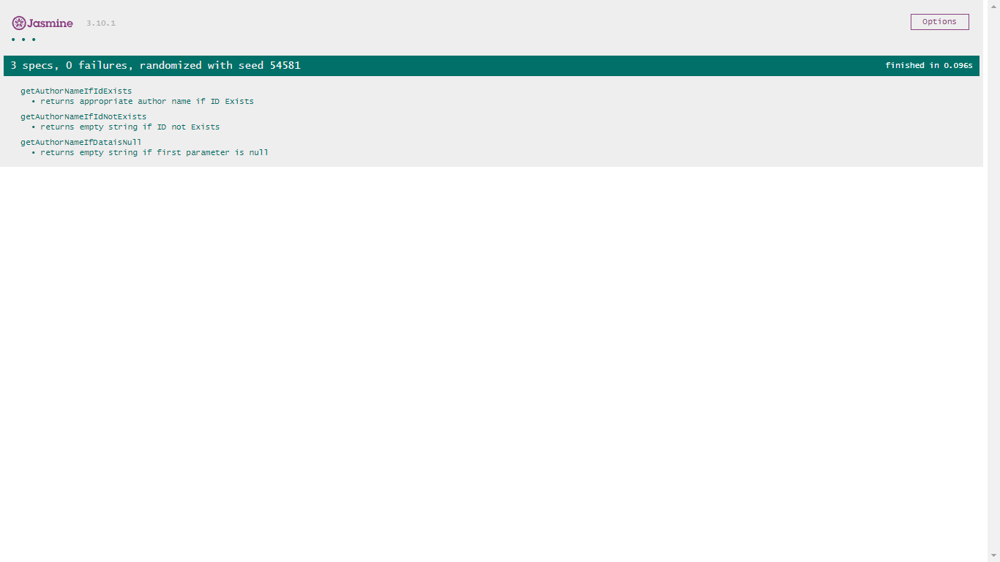 Jasmine 3.10.1 Options
• • •
3 specs, 0 failures, randomized with seed 54581 finished in 0.096s
getAuthorNameIfIdExists
• returns appropriate author name if ID Exists
getAuthorNameIfIdNotExists
• returns empty string if ID not Exists
getAuthorNameIfDataisNull
• returns empty string if first parameter is null